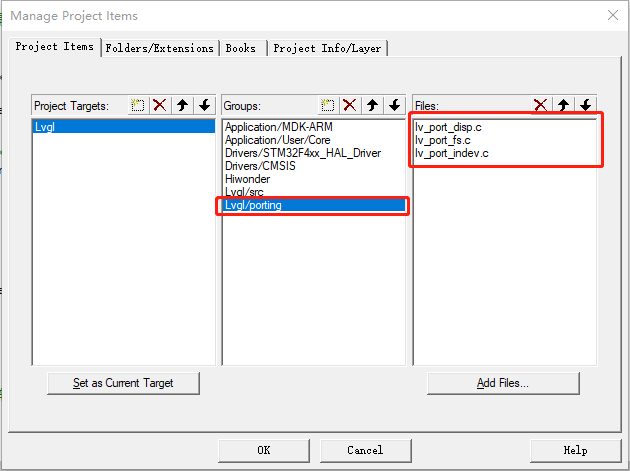 Manage Project Items
Project Items
Folders/Extensions
Books
Project Info/Layer
Project Targets:
Groups:
Files:
Lvgl
Application/MDK-ARM
Application/User/Core
Drivers/STM32F4xx_HAL_Driver
Drivers/CMSIS
Hiwonder
Lvgl/src
Lvgl/porting
lv_port_disp.c
lv_port_fs.c
lv_port_indev.c
Set as Current Target
Add Files...
OK
Cancel
Help